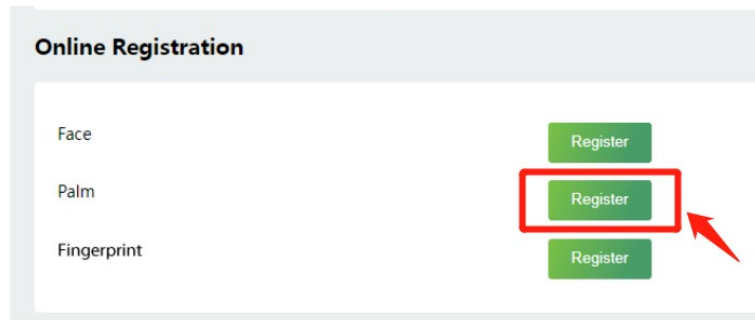 Online Registration
Face Register
Palm Register
Fingerprint Register